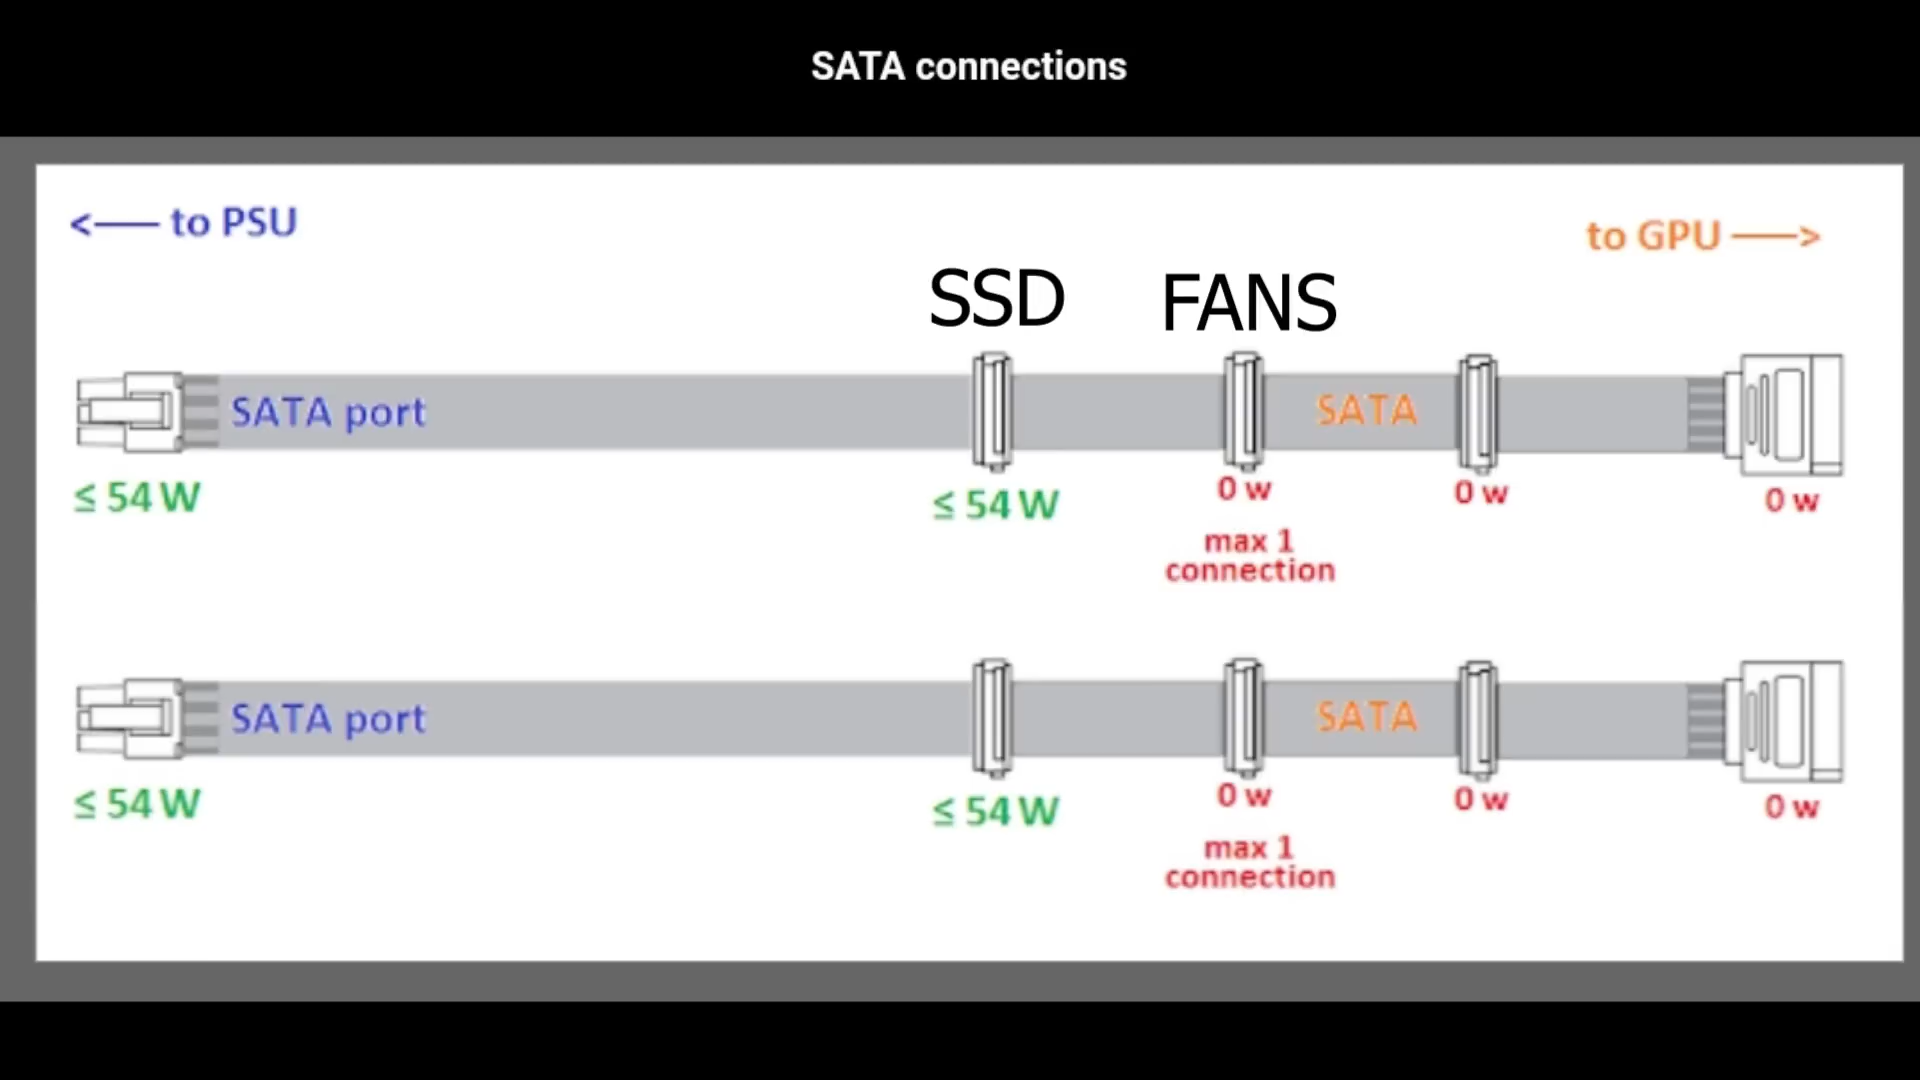 SATA connections
<—— to PSU
to GPU ——>
SSD FANS
SATA port SATA
≤ 54 W ≤ 54 W 0 w 0 w 0 w
max 1
connection
SATA port SATA
≤ 54 W ≤ 54 W 0 w 0 w 0 w
max 1
connection